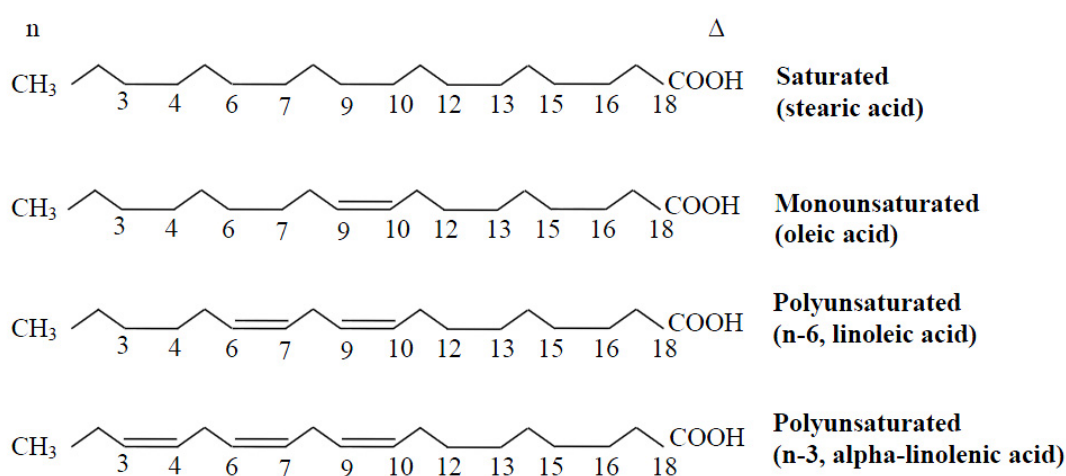 n Δ
CH₃ COOH Saturated
3 4 6 7 9 10 12 13 15 16 18 (stearic acid)
CH₃ COOH Monounsaturated
3 4 6 7 9 10 12 13 15 16 18 (oleic acid)
CH₃ COOH Polyunsaturated
3 4 6 7 9 10 12 13 15 16 18 (n-6, linoleic acid)
CH₃ COOH Polyunsaturated
3 4 6 7 9 10 12 13 15 16 18 (n-3, alpha-linolenic acid)